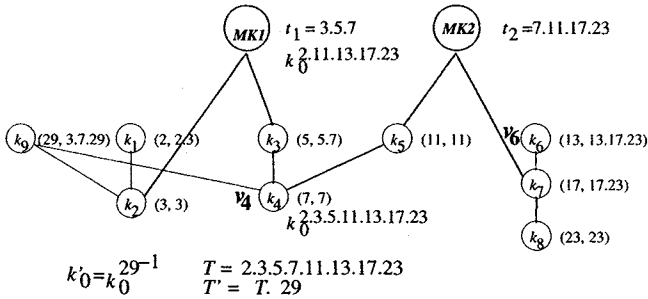 MK1 t1 = 3.5.7 MK2 t2 =7.11.17.23
k0^2.11.13.17.23
k9 (29, 3.7.29) k1 (2, 2.3) k3 (5, 5.7) k5 (11, 11) v6 k6 (13, 13.17.23)
k2 (3, 3) v4 k4 (7, 7) k7 (17, 17.23)
k0^2.3.5.11.13.17.23
k8 (23, 23)
k'0=k0^29^-1 T = 2.3.5.7.11.13.17.23
T' = T. 29